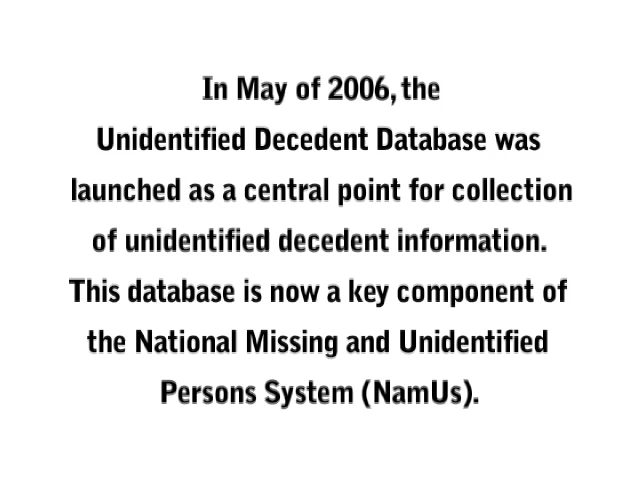 In May of 2006, the
Unidentified Decedent Database was
launched as a central point for collection
of unidentified decedent information.
This database is now a key component of
the National Missing and Unidentified
Persons System (NamUs).